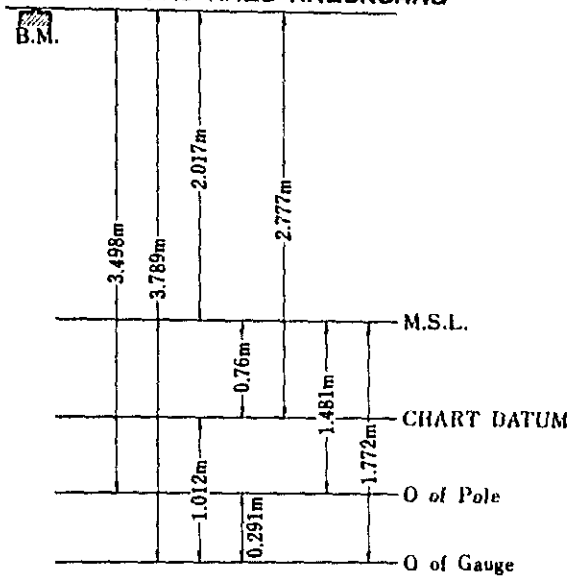 B.M.
2.017m
2.777m
3.498m
3.789m
M.S.L.
0.76m
1.481m
CHART DATUM
1.772m
1.012m
O of Pole
0.291m
O of Gauge